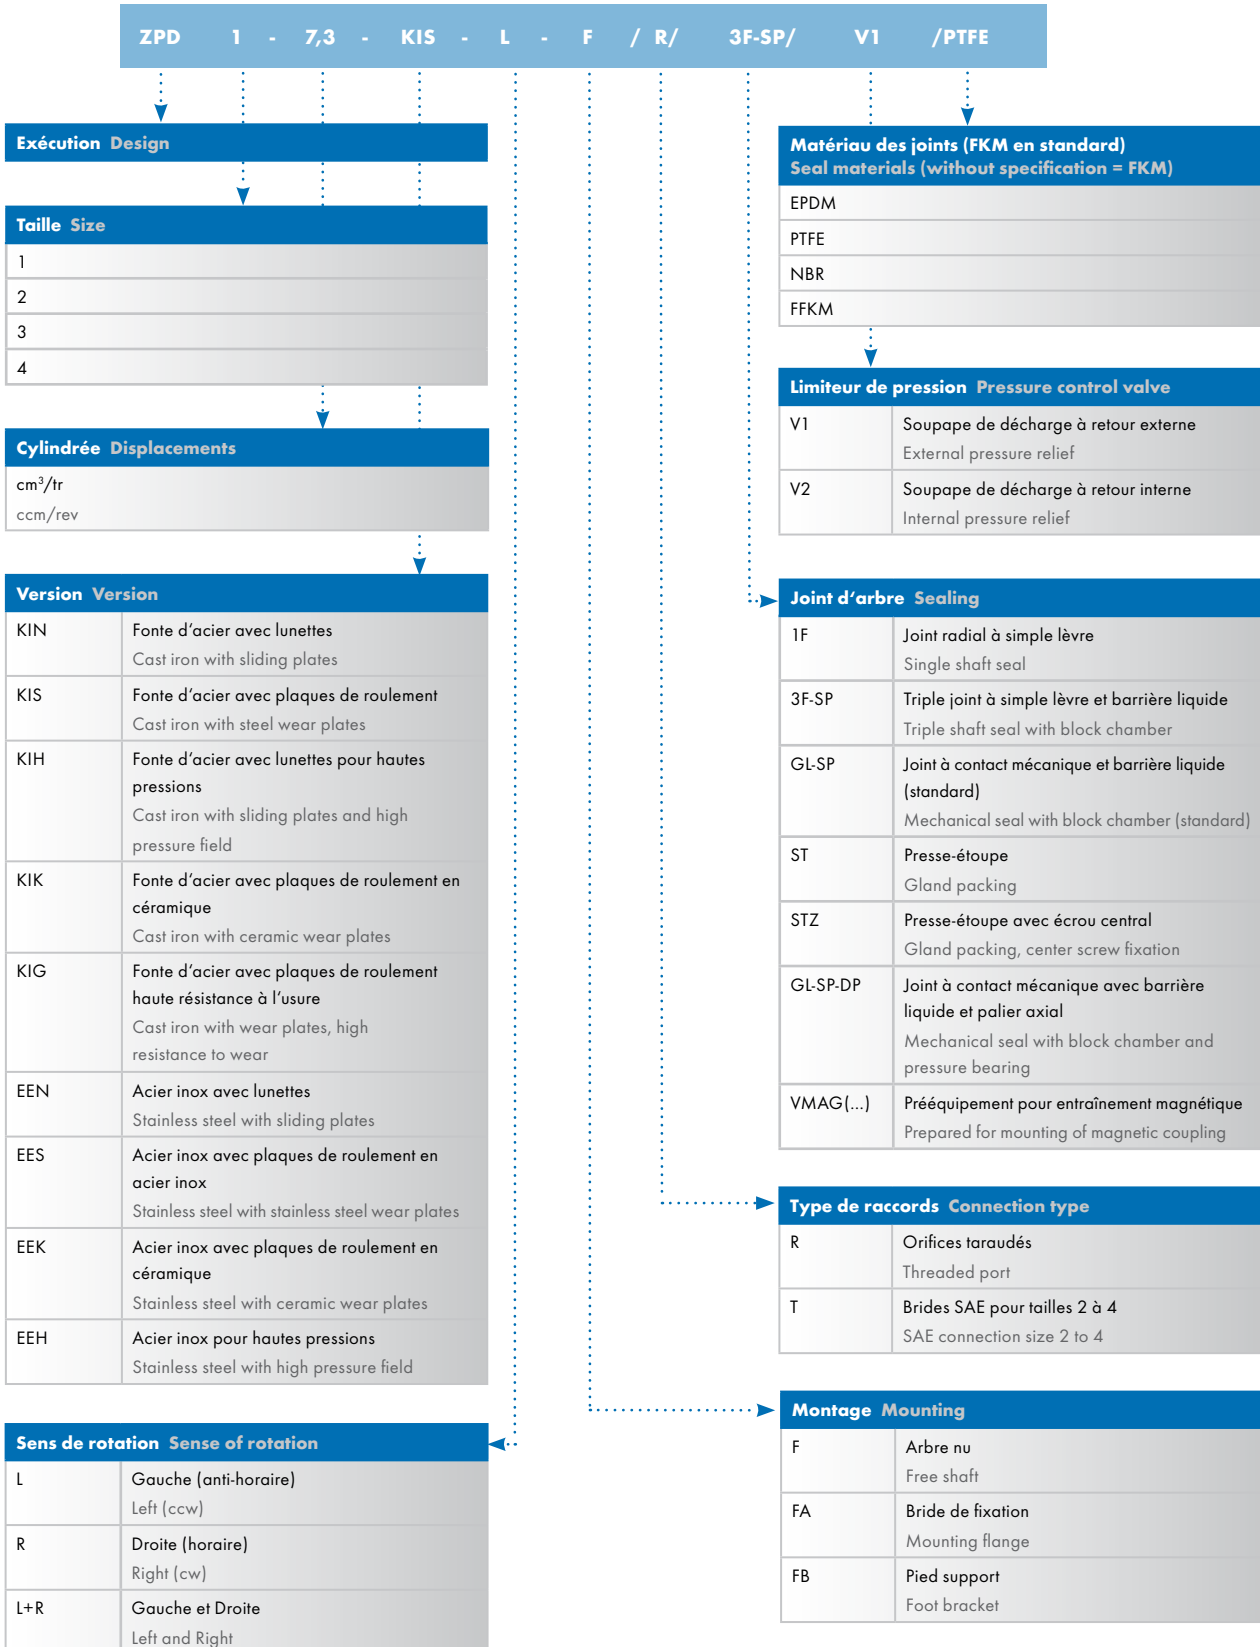 ZPD 1 - 7,3 - KIS - L - F / R/ 3F-SP/ V1 /PTFE
Exécution Design
Taille Size
1
2
3
4
Cylindrée Displacements
cm³/tr
ccm/rev
Version Version
KIN Fonte d‘acier avec lunettes
Cast iron with sliding plates
KIS Fonte d‘acier avec plaques de roulement
Cast iron with steel wear plates
KIH Fonte d‘acier avec lunettes pour hautes
pressions
Cast iron with sliding plates and high
pressure field
KIK Fonte d‘acier avec plaques de roulement en
céramique
Cast iron with ceramic wear plates
KIG Fonte d‘acier avec plaques de roulement
haute résistance à l‘usure
Cast iron with wear plates, high
resistance to wear
EEN Acier inox avec lunettes
Stainless steel with sliding plates
EES Acier inox avec plaques de roulement en
acier inox
Stainless steel with stainless steel wear plates
EEK Acier inox avec plaques de roulement en
céramique
Stainless steel with ceramic wear plates
EEH Acier inox pour hautes pressions
Stainless steel with high pressure field
Sens de rotation Sense of rotation
L Gauche (anti-horaire)
Left (ccw)
R Droite (horaire)
Right (cw)
L+R Gauche et Droite
Left and Right
Matériau des joints (FKM en standard)
Seal materials (without specification = FKM)
EPDM
PTFE
NBR
FFKM
Limiteur de pression Pressure control valve
V1 Soupape de décharge à retour externe
External pressure relief
V2 Soupape de décharge à retour interne
Internal pressure relief
Joint d‘arbre Sealing
1F Joint radial à simple lèvre
Single shaft seal
3F-SP Triple joint à simple lèvre et barrière liquide
Triple shaft seal with block chamber
GL-SP Joint à contact mécanique et barrière liquide
(standard)
Mechanical seal with block chamber (standard)
ST Presse-étoupe
Gland packing
STZ Presse-étoupe avec écrou central
Gland packing, center screw fixation
GL-SP-DP Joint à contact mécanique avec barrière
liquide et palier axial
Mechanical seal with block chamber and
pressure bearing
VMAG(...) Prééquipement pour entraînement magnétique
Prepared for mounting of magnetic coupling
Type de raccords Connection type
R Orifices taraudés
Threaded port
T Brides SAE pour tailles 2 à 4
SAE connection size 2 to 4
Montage Mounting
F Arbre nu
Free shaft
FA Bride de fixation
Mounting flange
FB Pied support
Foot bracket